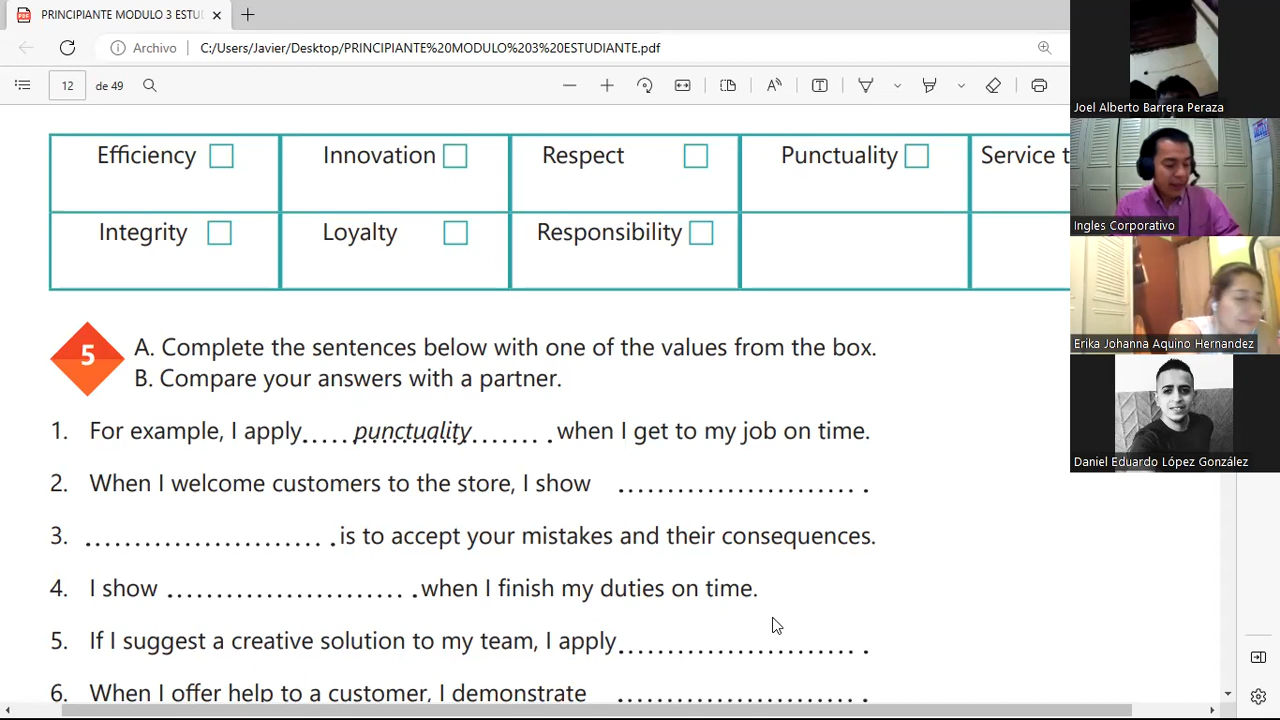 PRINCIPIANTE MODULO 3 ESTU
Archivo
C:/Users/Javier/Desktop/PRINCIPIANTE%20MODULO%203%20ESTUDIANTE.pdf
12 de 49
Efficiency Innovation Respect Punctuality Service t
Integrity Loyalty Responsibility
5 A. Complete the sentences below with one of the values from the box.
B. Compare your answers with a partner.
1. For example, I apply.....punctuality....... .when I get to my job on time.
2. When I welcome customers to the store, I show ........................ .
3. ........................ .is to accept your mistakes and their consequences.
4. I show ........................ .when I finish my duties on time.
5. If I suggest a creative solution to my team, I apply........................ .
6. When I offer help to a customer, I demonstrate ........................ .
Joel Alberto Barrera Peraza
Ingles Corporativo
Erika Johanna Aquino Hernandez
Daniel Eduardo López González